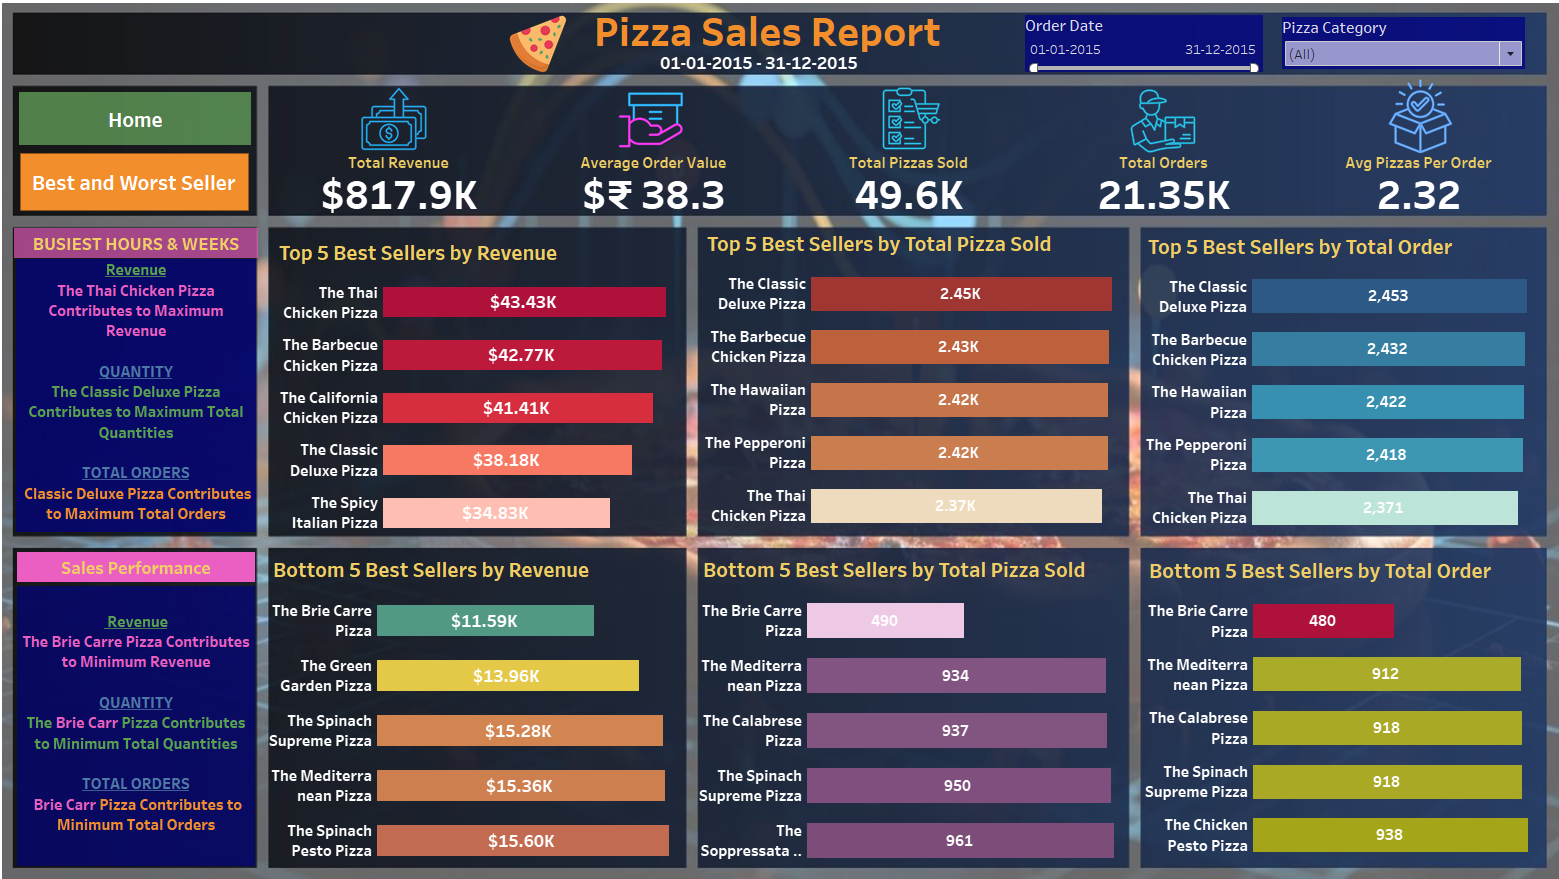 Pizza Sales Report
01-01-2015 - 31-12-2015
Order Date
01-01-2015 31-12-2015
Pizza Category
(All)
Home
Best and Worst Seller
Total Revenue
$817.9K
Average Order Value
$₹ 38.3
Total Pizzas Sold
49.6K
Total Orders
21.35K
Avg Pizzas Per Order
2.32
BUSIEST HOURS & WEEKS
Revenue
The Thai Chicken Pizza
Contributes to Maximum
Revenue
QUANTITY
The Classic Deluxe Pizza
Contributes to Maximum Total
Quantities
TOTAL ORDERS
Classic Deluxe Pizza Contributes
to Maximum Total Orders
Top 5 Best Sellers by Revenue
The Thai
Chicken Pizza
$43.43K
The Barbecue
Chicken Pizza
$42.77K
The California
Chicken Pizza
$41.41K
The Classic
Deluxe Pizza
$38.18K
The Spicy
Italian Pizza
$34.83K
Top 5 Best Sellers by Total Pizza Sold
The Classic
Deluxe Pizza
2.45K
The Barbecue
Chicken Pizza
2.43K
The Hawaiian
Pizza
2.42K
The Pepperoni
Pizza
2.42K
The Thai
Chicken Pizza
2.37K
Top 5 Best Sellers by Total Order
The Classic
Deluxe Pizza
2,453
The Barbecue
Chicken Pizza
2,432
The Hawaiian
Pizza
2,422
The Pepperoni
Pizza
2,418
The Thai
Chicken Pizza
2,371
Sales Performance
Revenue
The Brie Carre Pizza Contributes
to Minimum Revenue
QUANTITY
The Brie Carr Pizza Contributes
to Minimum Total Quantities
TOTAL ORDERS
Brie Carr Pizza Contributes to
Minimum Total Orders
Bottom 5 Best Sellers by Revenue
The Brie Carre
Pizza
$11.59K
The Green
Garden Pizza
$13.96K
The Spinach
Supreme Pizza
$15.28K
The Mediterra
nean Pizza
$15.36K
The Spinach
Pesto Pizza
$15.60K
Bottom 5 Best Sellers by Total Pizza Sold
The Brie Carre
Pizza
490
The Mediterra
nean Pizza
934
The Calabrese
Pizza
937
The Spinach
Supreme Pizza
950
The
Soppressata ..
961
Bottom 5 Best Sellers by Total Order
The Brie Carre
Pizza
480
The Mediterra
nean Pizza
912
The Calabrese
Pizza
918
The Spinach
Supreme Pizza
918
The Chicken
Pesto Pizza
938